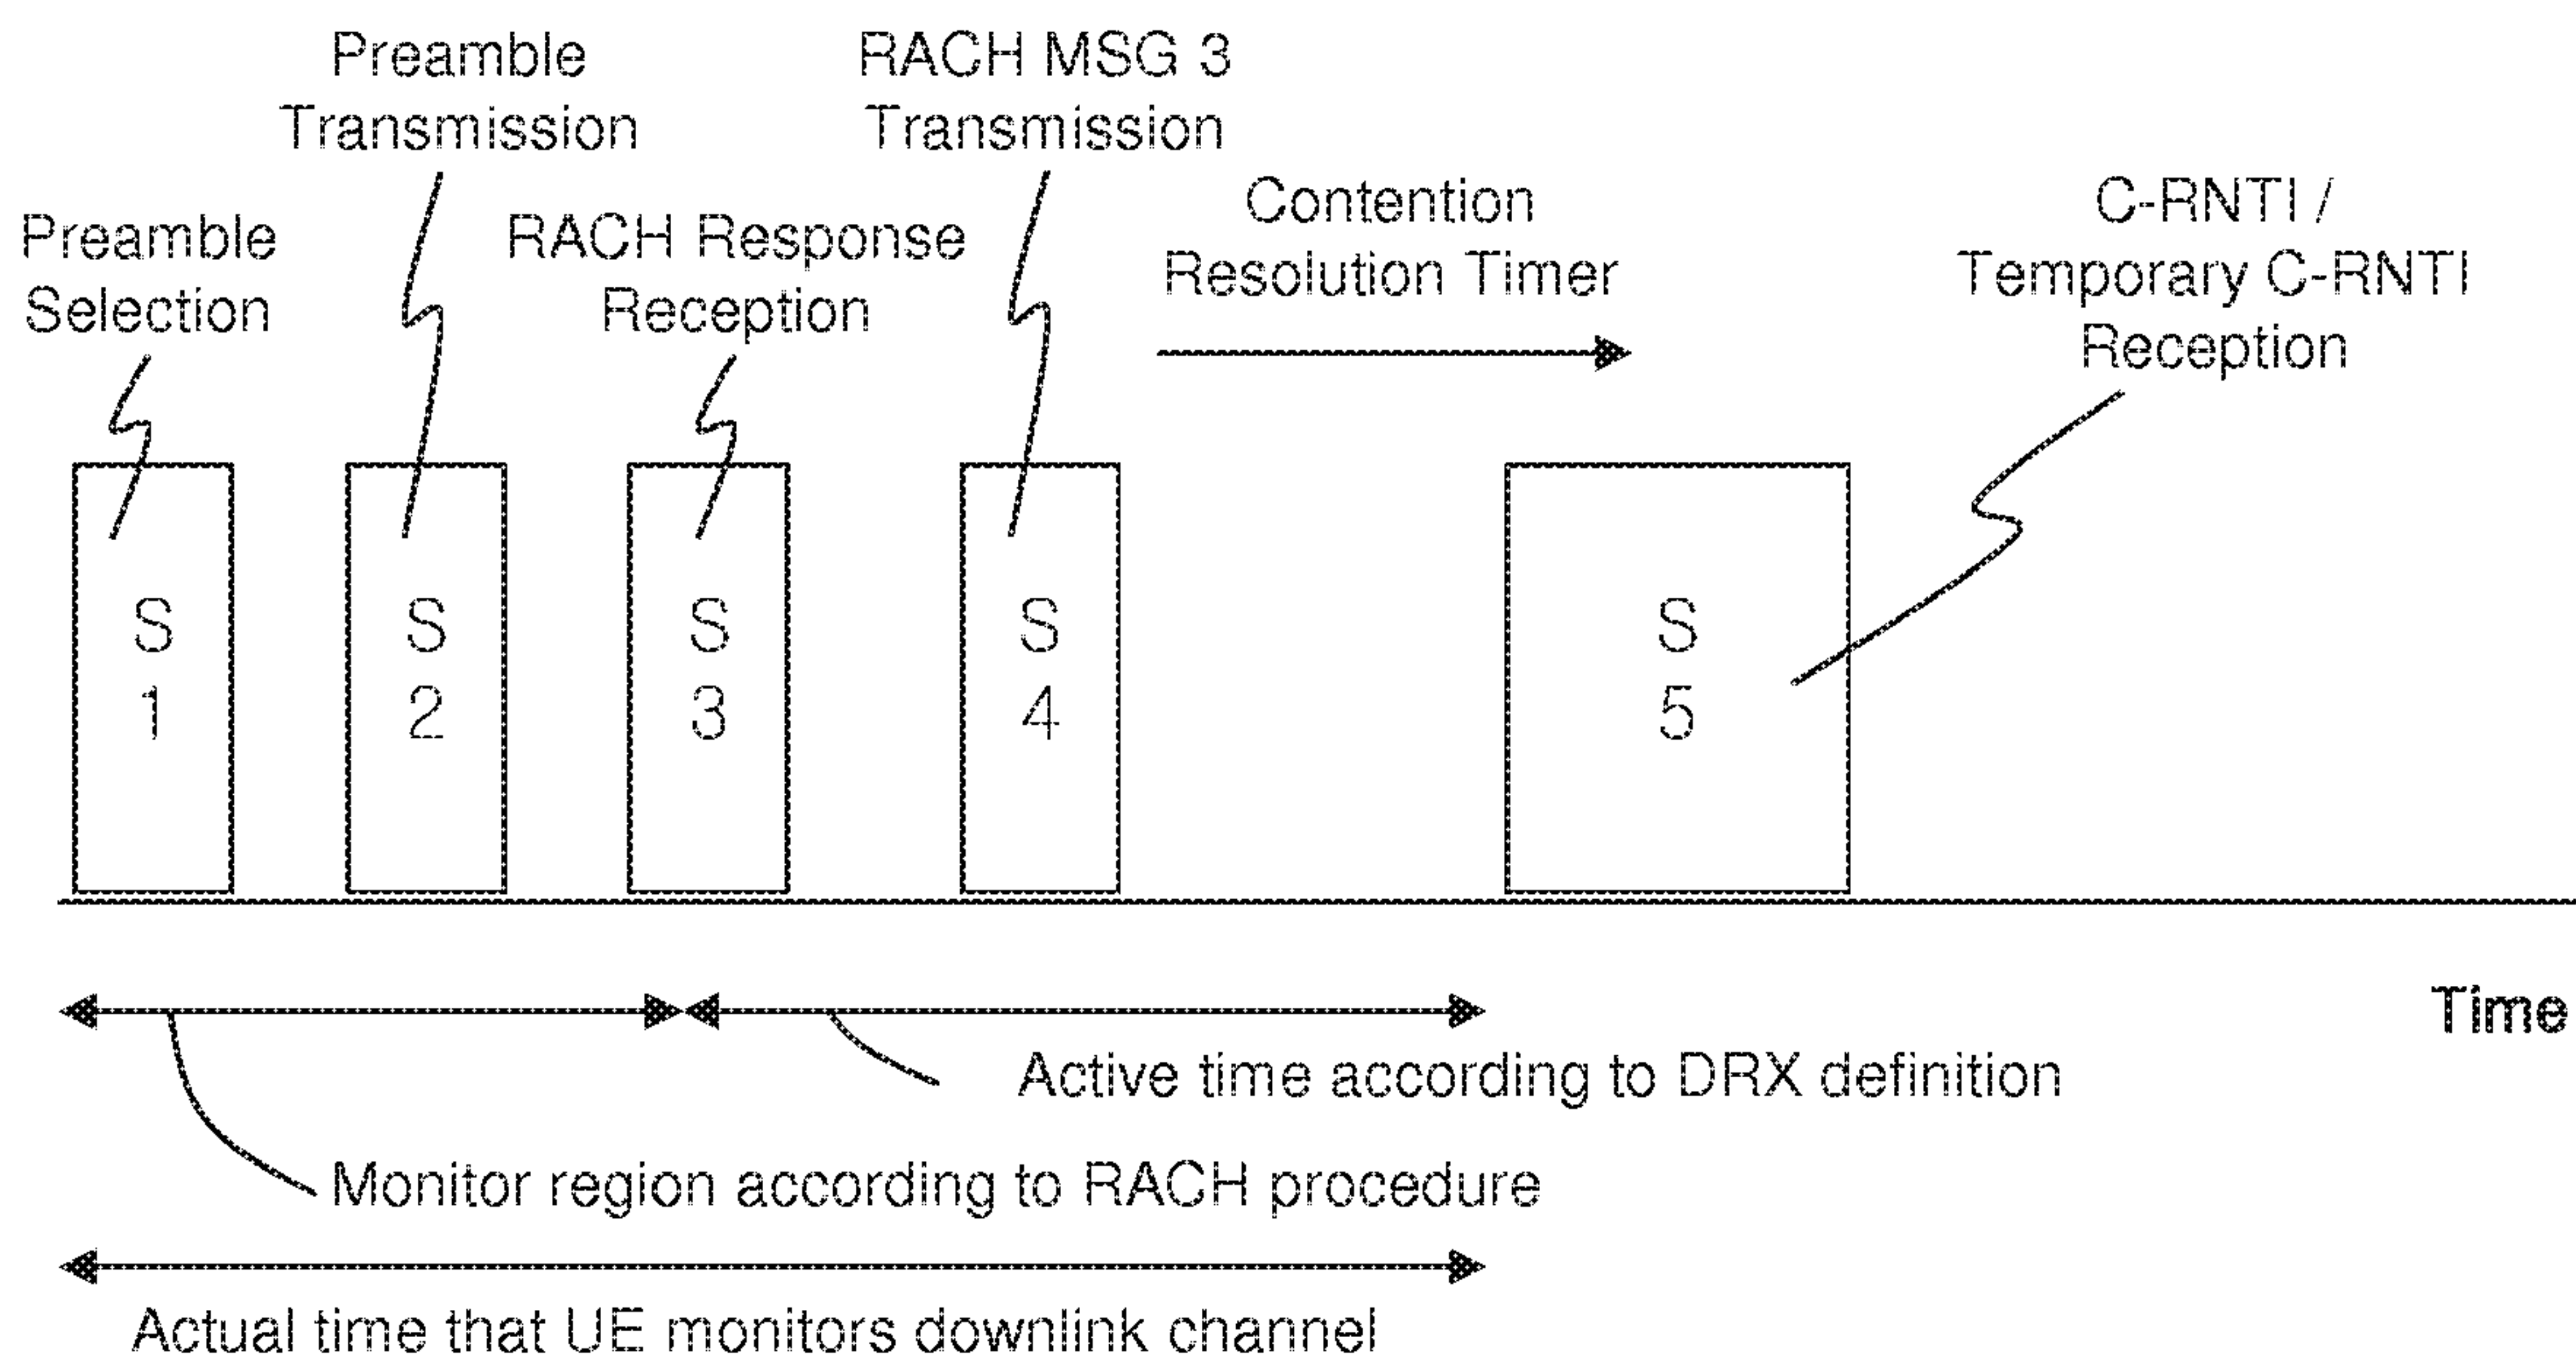 Preamble
Transmission
RACH MSG 3
Transmission
Preamble
Selection
RACH Response
Reception
Contention
Resolution Timer
C-RNTI /
Temporary C-RNTI
Reception
S
1
S
2
S
3
S
4
S
5
Time
Active time according to DRX definition
Monitor region according to RACH procedure
Actual time that UE monitors downlink channel